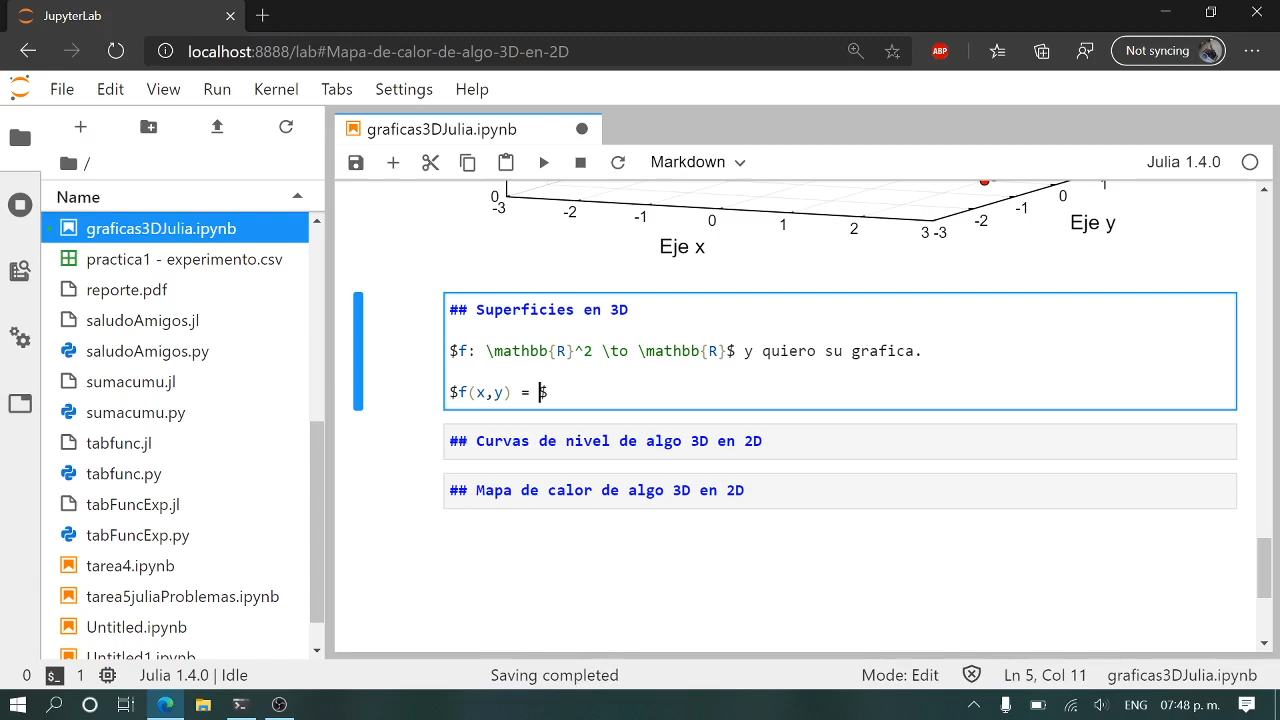 JupyterLab
localhost:8888/lab#Mapa-de-calor-de-algo-3D-en-2D
ABP
Not syncing
File Edit View Run Kernel Tabs Settings Help
graficas3DJulia.ipynb
Markdown
Julia 1.4.0
/
Name
graficas3DJulia.ipynb
practica1 - experimento.csv
reporte.pdf
saludoAmigos.jl
saludoAmigos.py
sumacumu.jl
sumacumu.py
tabfunc.jl
tabfunc.py
tabFuncExp.jl
tabFuncExp.py
tarea4.ipynb
tarea5juliaProblemas.ipynb
Untitled.ipynb
Untitled1.ipynb
0
-3 -2 -1 0 1 2 3 -3 -2 -1 0 1
Eje x
Eje y
## Superficies en 3D
$f: \mathbb{R}^2 \to \mathbb{R}$ y quiero su grafica.
$f(x,y) = $
## Curvas de nivel de algo 3D en 2D
## Mapa de calor de algo 3D en 2D
0 $_ 1 Julia 1.4.0 | Idle
Saving completed
Mode: Edit
Ln 5, Col 11
graficas3DJulia.ipynb
ENG
07:48 p. m.